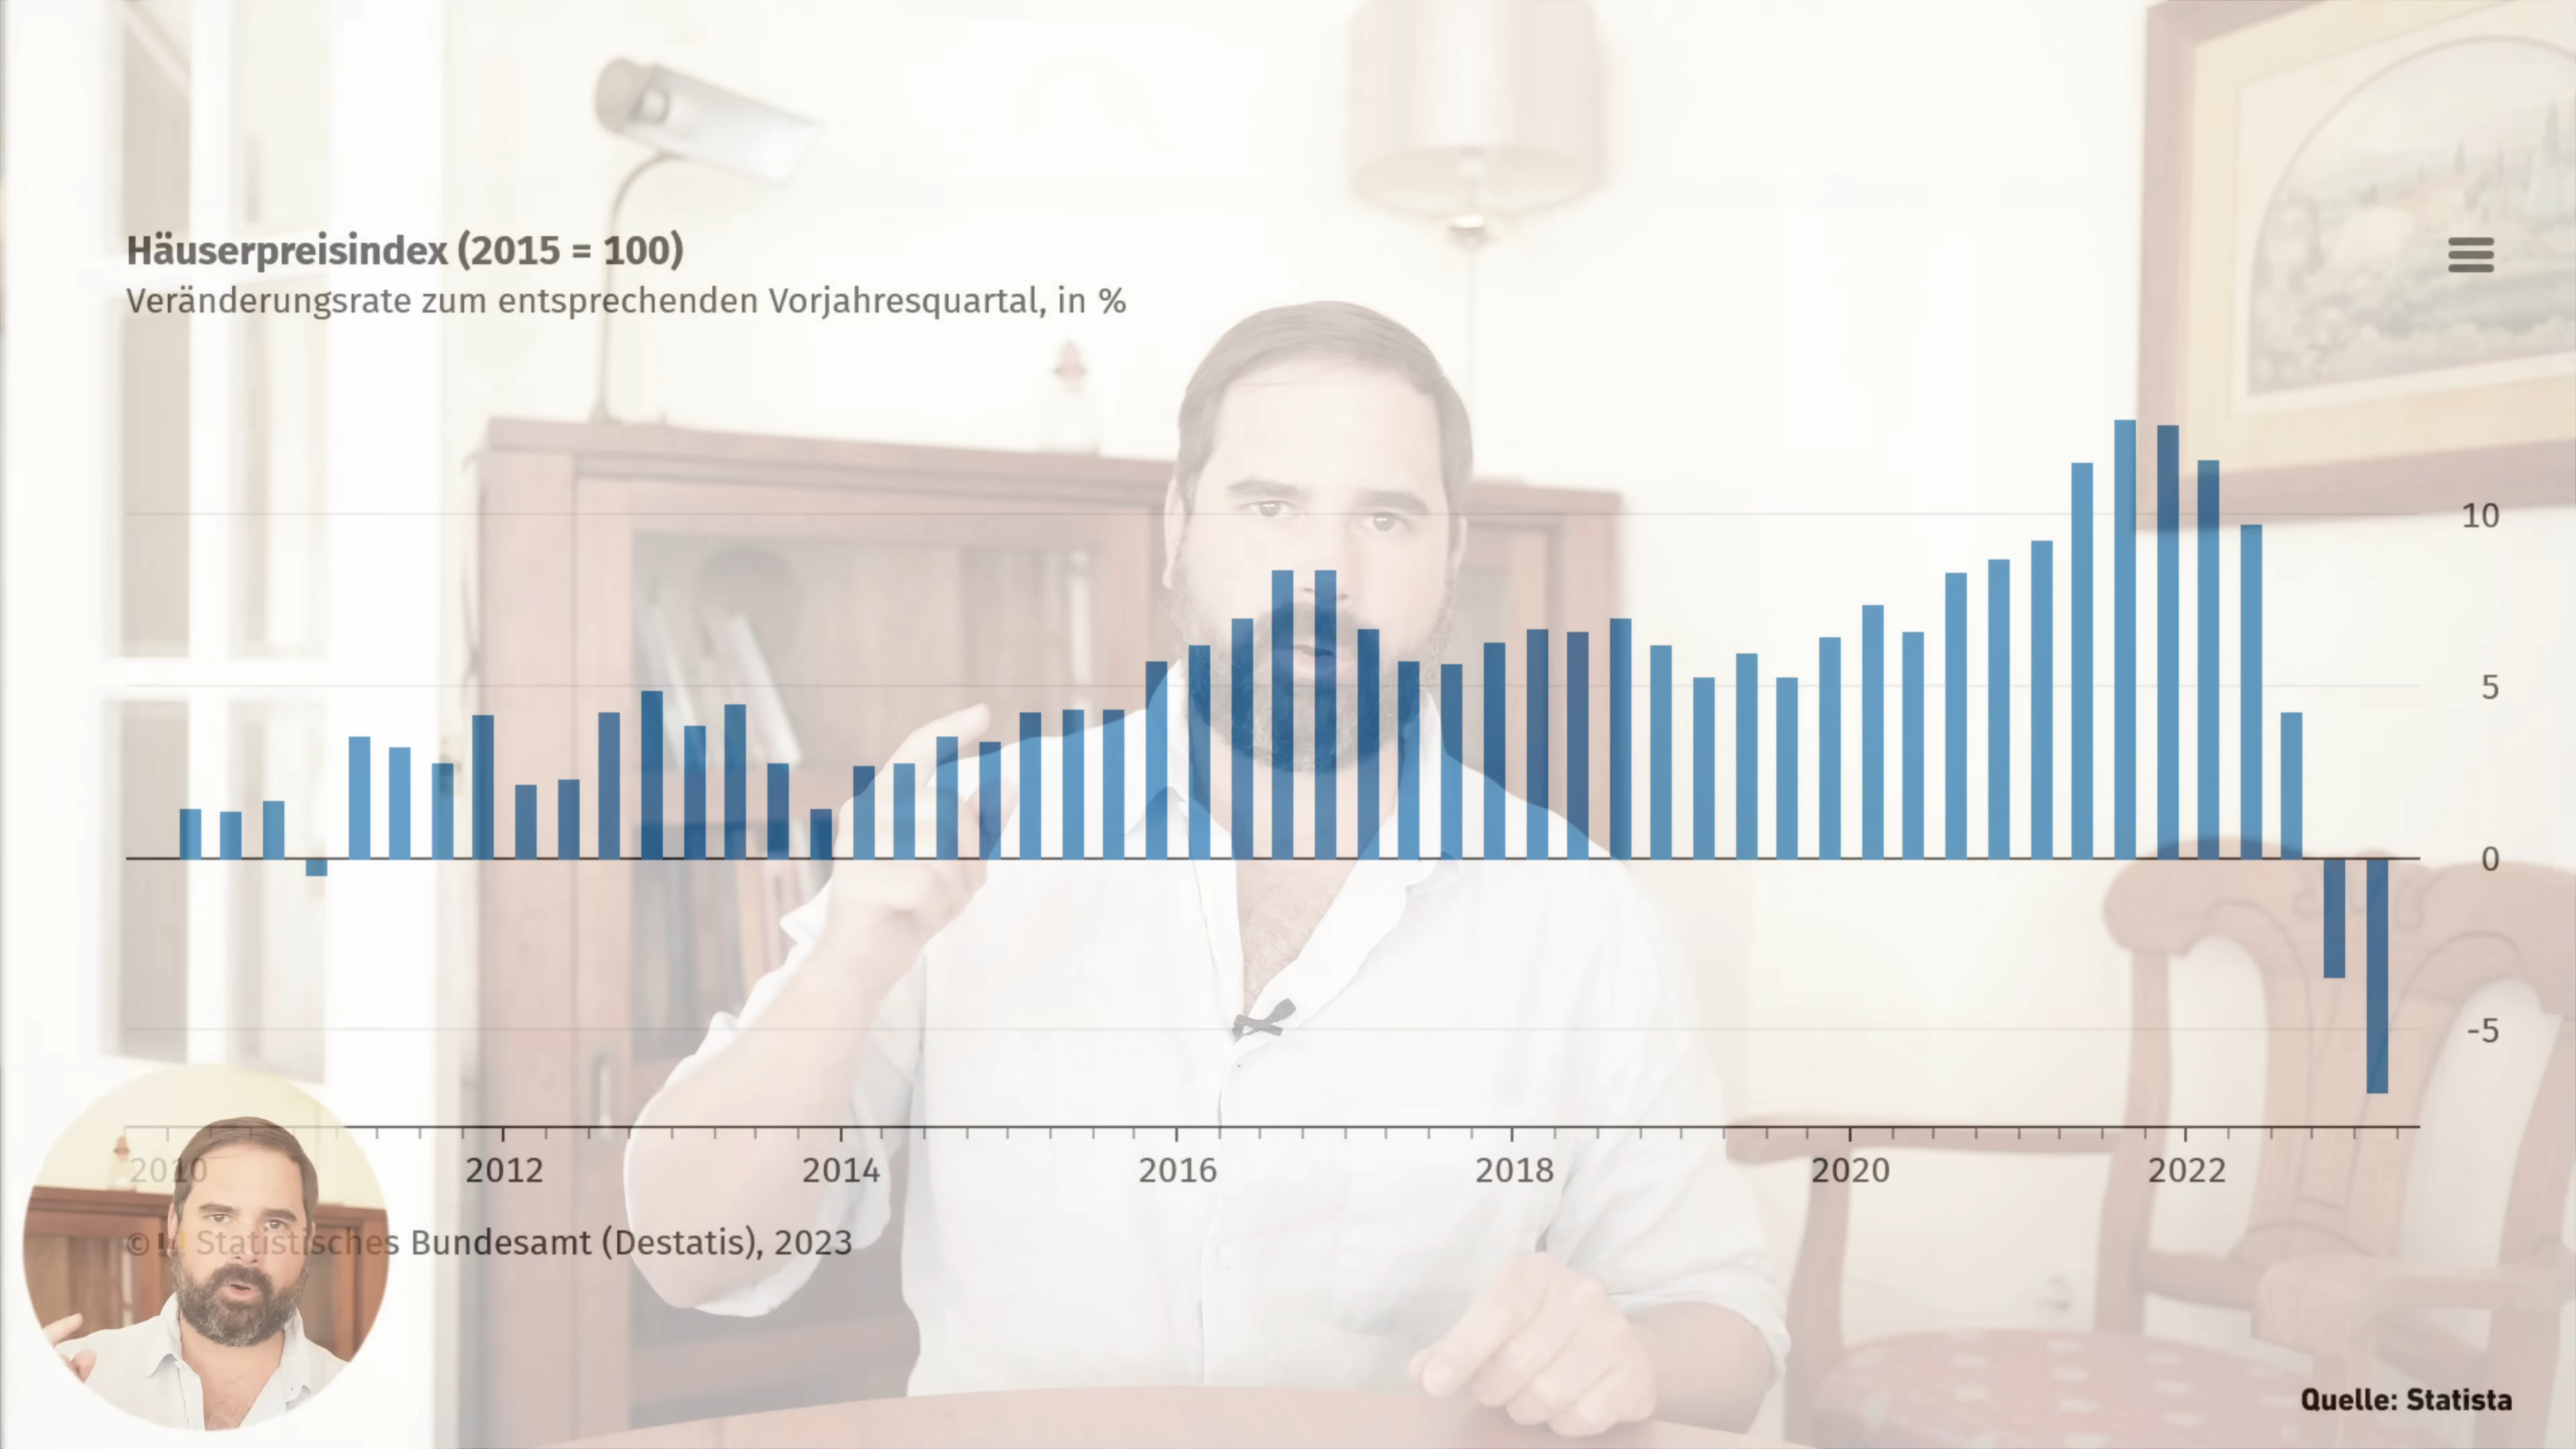 Häuserpreisindex (2015 = 100)
Veränderungsrate zum entsprechenden Vorjahresquartal, in %
10
5
0
-5
2010
2012
2014
2016
2018
2020
2022
© Statistisches Bundesamt (Destatis), 2023
Quelle: Statista